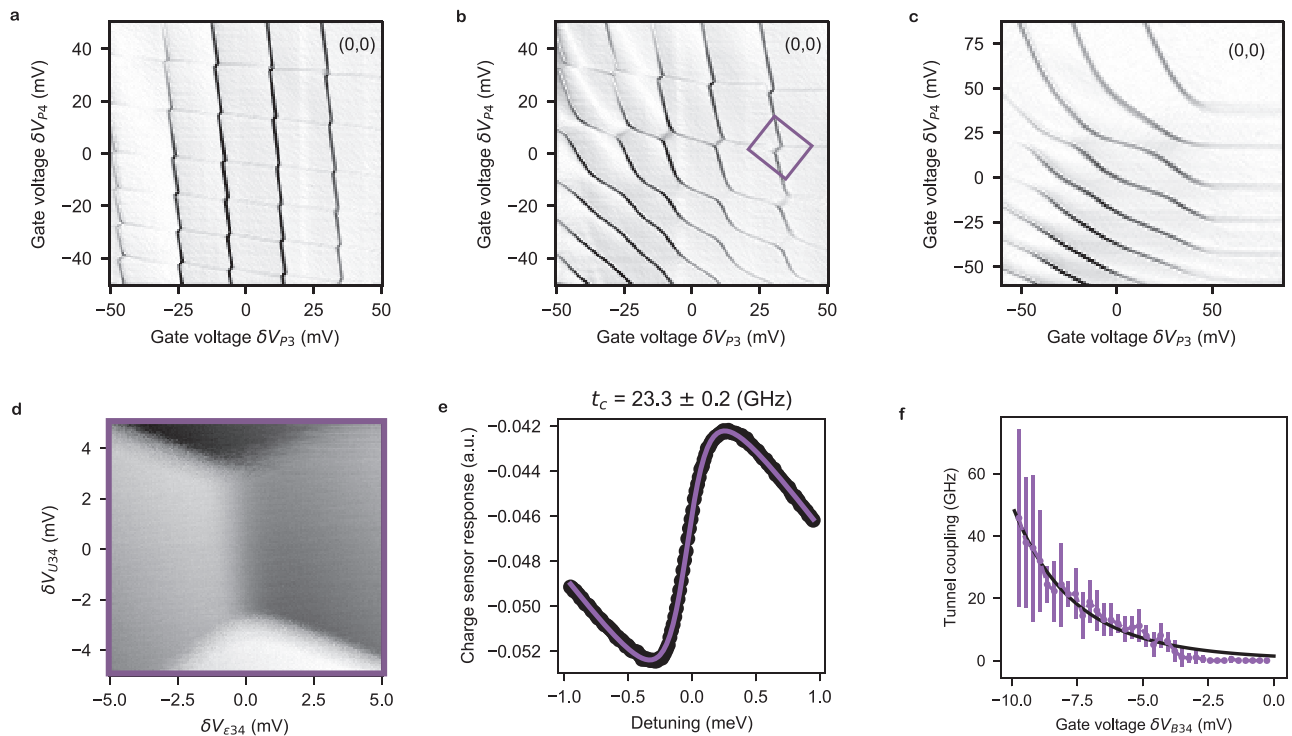 a
(0,0)
40
20
0
−20
−40
Gate voltage δV_P4 (mV)
−50 −25 0 25 50
Gate voltage δV_P3 (mV)
b
(0,0)
40
20
0
−20
−40
Gate voltage δV_P4 (mV)
−50 −25 0 25 50
Gate voltage δV_P3 (mV)
c
(0,0)
75
50
25
0
−25
−50
Gate voltage δV_P4 (mV)
−50 0 50
Gate voltage δV_P3 (mV)
d
4
2
0
−2
−4
δV_U34 (mV)
−5.0 −2.5 0.0 2.5 5.0
δV_ε34 (mV)
e
t_c = 23.3 ± 0.2 (GHz)
−0.042
−0.044
−0.046
−0.048
−0.050
−0.052
Charge sensor response (a.u.)
−1.0 −0.5 0.0 0.5 1.0
Detuning (meV)
f
60
40
20
0
Tunnel coupling (GHz)
−10.0 −7.5 −5.0 −2.5 0.0
Gate voltage δV_B34 (mV)